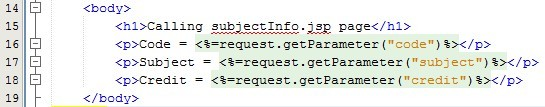 14 <body>
15 <h1>Calling subjectInfo.jsp page</h1>
16 <p>Code = <%=request.getParameter("code")%></p>
17 <p>Subject = <%=request.getParameter("subject")%></p>
18 <p>Credit = <%=request.getParameter("credit")%></p>
19 </body>